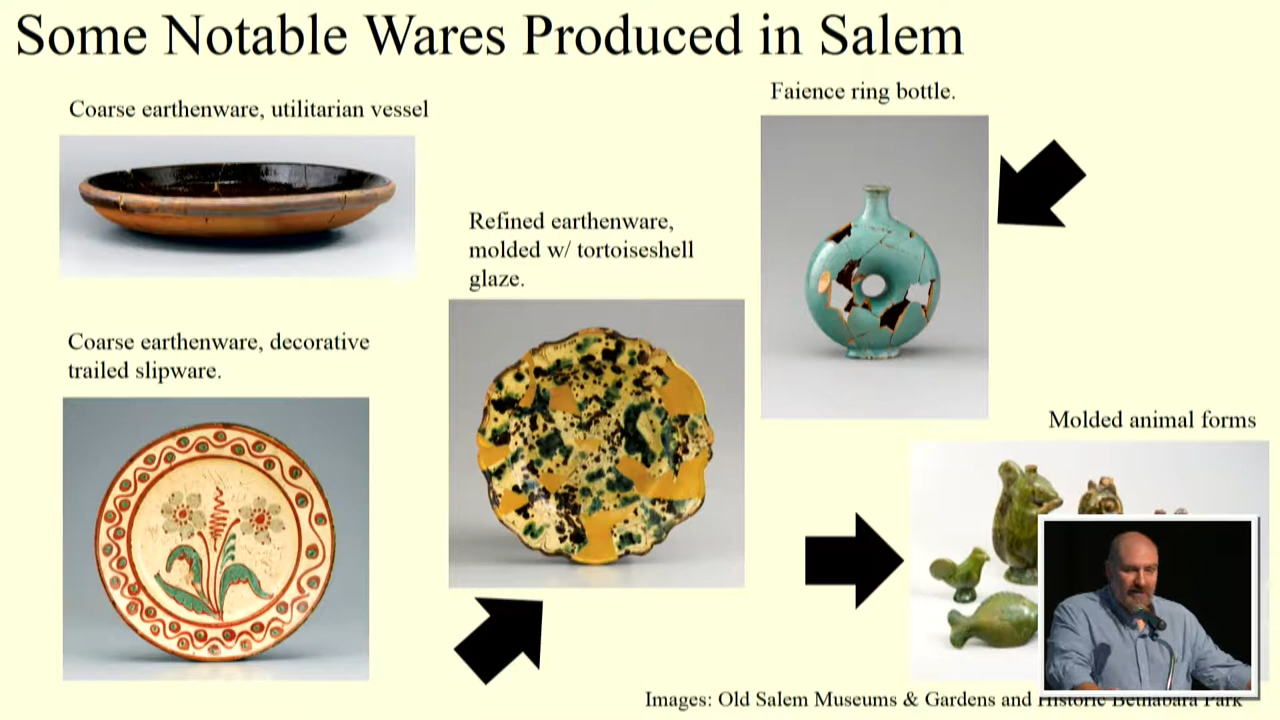 Some Notable Wares Produced in Salem
Coarse earthenware, utilitarian vessel
Faience ring bottle.
Refined earthenware,
molded w/ tortoiseshell
glaze.
Coarse earthenware, decorative
trailed slipware.
Molded animal forms
Images: Old Salem Museums & Gardens and Historic Bethabara Park